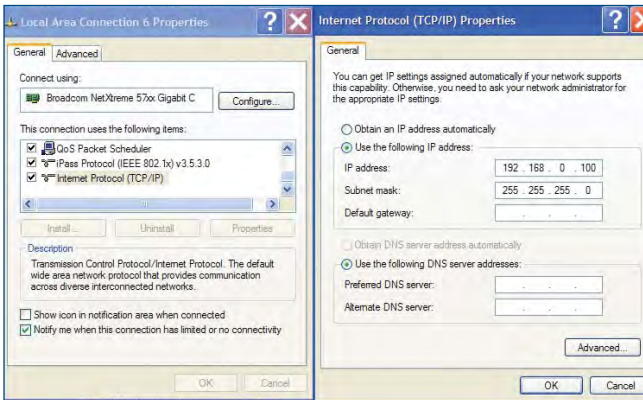 Local Area Connection 6 Properties
General Advanced
Connect using:
Broadcom NetXtreme 57xx Gigabit C
Configure...
This connection uses the following items:
QoS Packet Scheduler
iPass Protocol (IEEE 802.1x) v3.5.3.0
Internet Protocol (TCP/IP)
Install... Uninstall Properties
Description
Transmission Control Protocol/Internet Protocol. The default
wide area network protocol that provides communication
across diverse interconnected networks.
Show icon in notification area when connected
Notify me when this connection has limited or no connectivity
OK Cancel
Internet Protocol (TCP/IP) Properties
General
You can get IP settings assigned automatically if your network supports
this capability. Otherwise, you need to ask your network administrator for
the appropriate IP settings.
Obtain an IP address automatically
Use the following IP address:
IP address: 192 . 168 . 0 . 100
Subnet mask: 255 . 255 . 255 . 0
Default gateway: . . .
Obtain DNS server address automatically
Use the following DNS server addresses:
Preferred DNS server: . . .
Alternate DNS server: . . .
Advanced...
OK Cancel